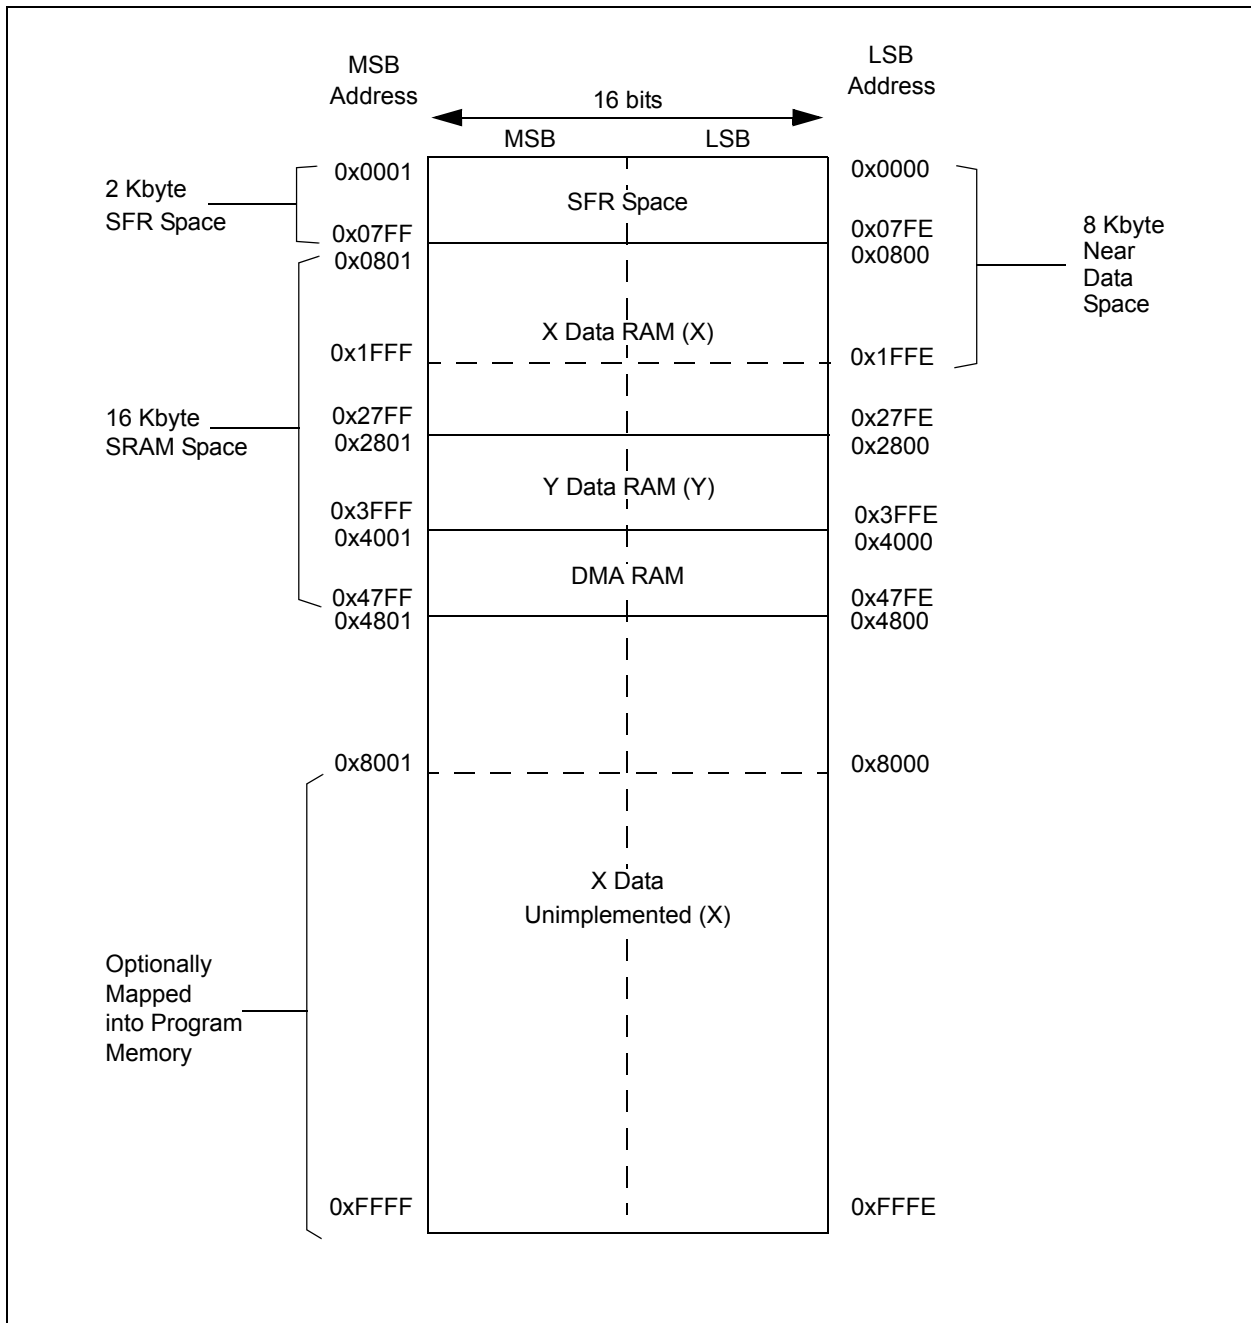 MSB
Address
LSB
Address
16 bits
MSB
LSB
0x0001
0x0000
2 Kbyte
SFR Space
SFR Space
0x07FF
0x07FE
0x0801
0x0800
8 Kbyte
Near
Data
Space
X Data RAM (X)
0x1FFF
0x1FFE
16 Kbyte
SRAM Space
0x27FF
0x27FE
0x2801
0x2800
Y Data RAM (Y)
0x3FFF
0x3FFE
0x4001
0x4000
DMA RAM
0x47FF
0x47FE
0x4801
0x4800
0x8001
0x8000
X Data
Unimplemented (X)
Optionally
Mapped
into Program
Memory
0xFFFF
0xFFFE